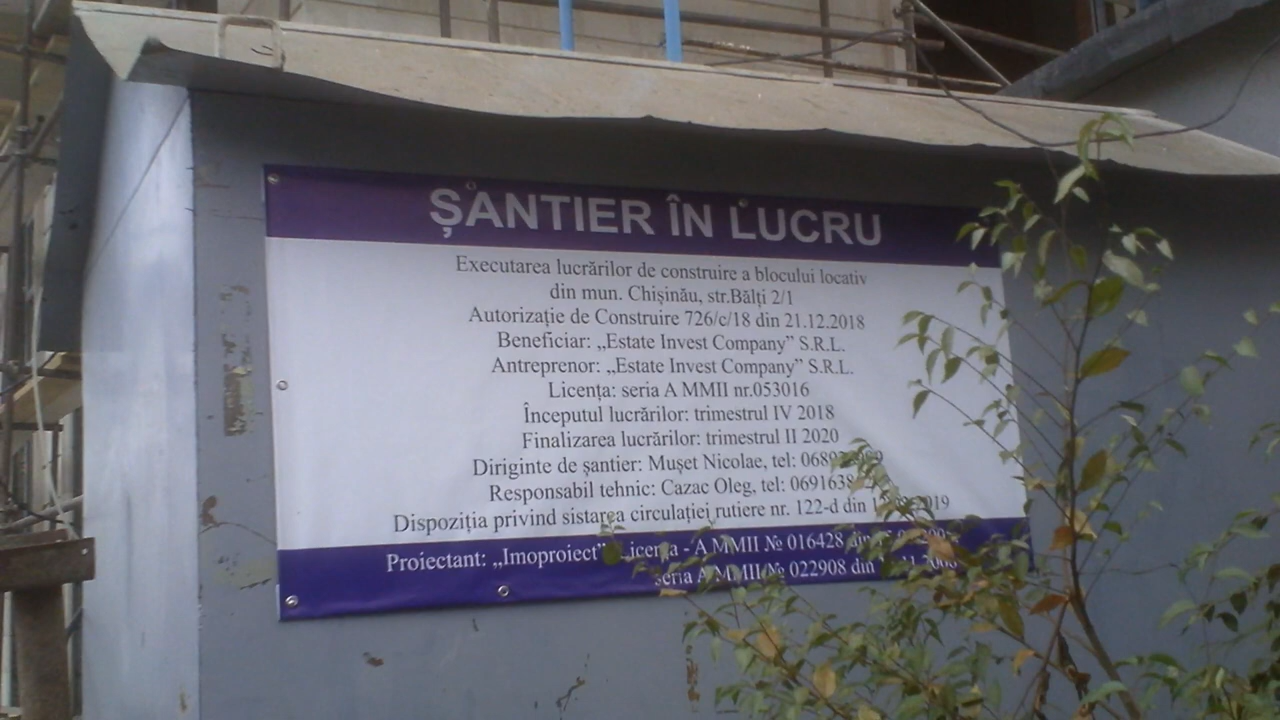 ȘANTIER ÎN LUCRU
Executarea lucrărilor de construire a blocului locativ
din mun. Chișinău, str.Bălți 2/1
Autorizație de Construire 726/c/18 din 21.12.2018
Beneficiar: „Estate Invest Company” S.R.L.
Antreprenor: „Estate Invest Company” S.R.L.
Licența: seria A MMII nr.053016
Începutul lucrărilor: trimestrul IV 2018
Finalizarea lucrărilor: trimestrul II 2020
Diriginte de șantier: Mușet Nicolae, tel:
Responsabil tehnic: Cazac Oleg, tel:
Dispoziția privind sistarea circulației rutiere nr. 122-d din
Proiectant: „Imoproiect” Licența - A MMII № 016428 din
seria A MMII № 022908 din